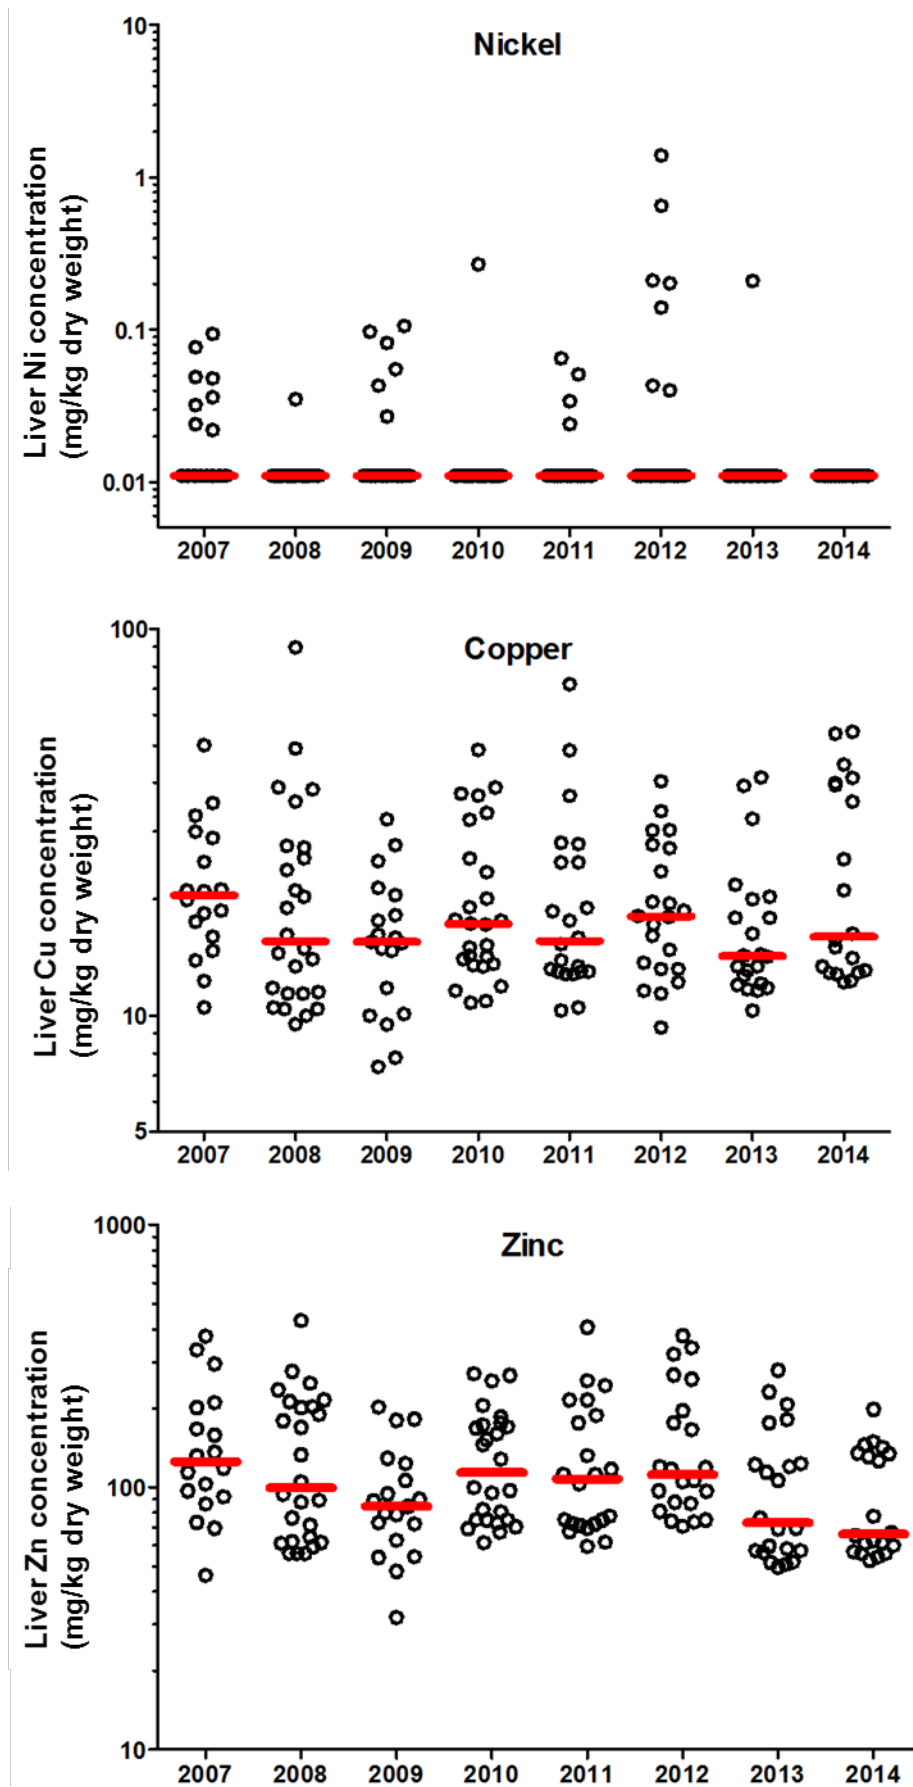 Nickel
Liver Ni concentration
(mg/kg dry weight)
10
1
0.1
0.01
2007 2008 2009 2010 2011 2012 2013 2014
Copper
Liver Cu concentration
(mg/kg dry weight)
100
10
5
2007 2008 2009 2010 2011 2012 2013 2014
Zinc
Liver Zn concentration
(mg/kg dry weight)
1000
100
10
2007 2008 2009 2010 2011 2012 2013 2014